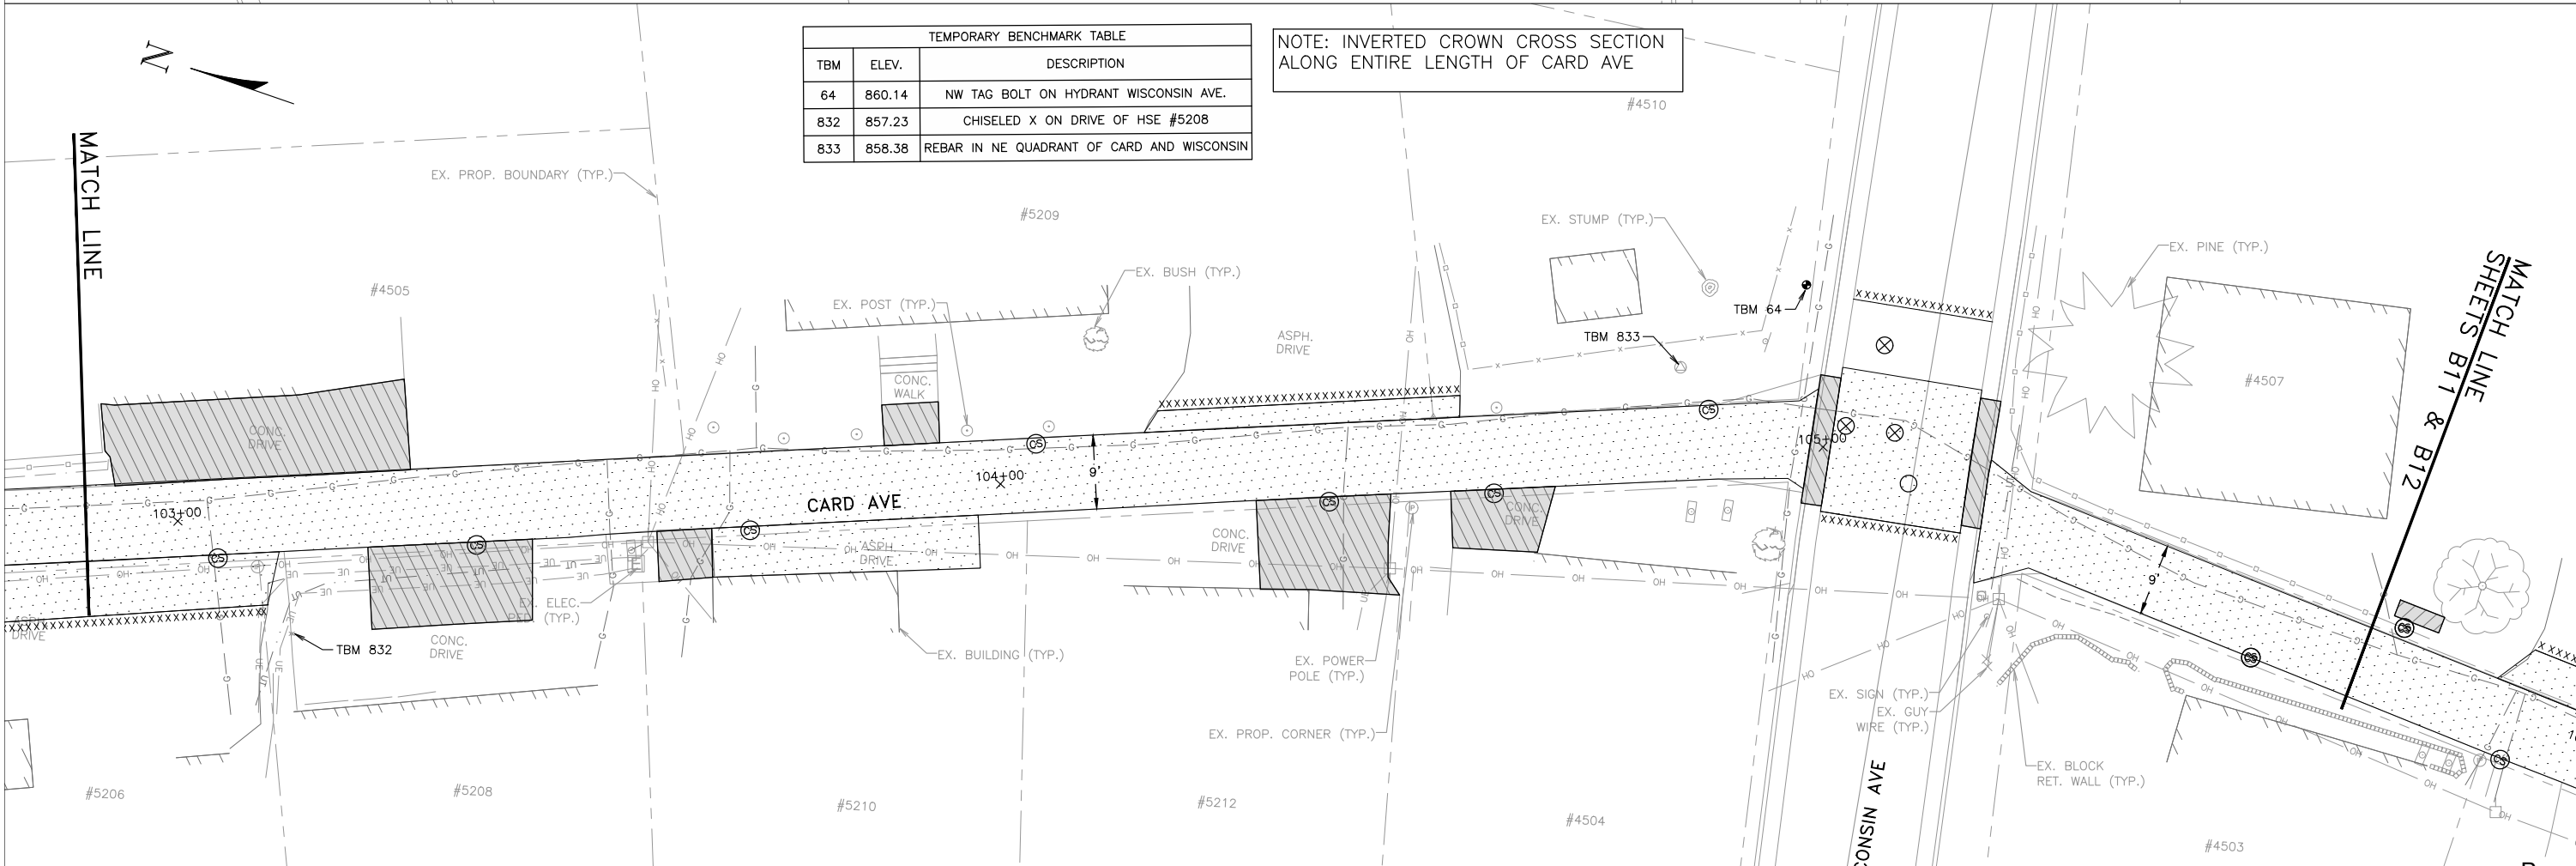 N
MATCH LINE
TEMPORARY BENCHMARK TABLE
TBM ELEV. DESCRIPTION
64 860.14 NW TAG BOLT ON HYDRANT WISCONSIN AVE.
832 857.23 CHISELED X ON DRIVE OF HSE #5208
833 858.38 REBAR IN NE QUADRANT OF CARD AND WISCONSIN
NOTE: INVERTED CROWN CROSS SECTION
ALONG ENTIRE LENGTH OF CARD AVE
#4510
EX. PROP. BOUNDARY (TYP.)
#5209
EX. STUMP (TYP.)
EX. PINE (TYP.)
MATCH LINE
SHEETS B11 & B12
#4505
EX. BUSH (TYP.)
EX. POST (TYP.)
TBM 64
TBM 833
ASPH.
DRIVE
CONC.
WALK
#4507
CONC.
DRIVE
105+00
104+00
9'
CARD AVE
103+00
CONC.
DRIVE
CONC.
DRIVE
ASPH.
DRIVE
9'
EX. ELEC.
PED (TYP.)
ASPH.
DRIVE
CONC.
DRIVE
TBM 832
EX. BUILDING (TYP.)
EX. POWER
POLE (TYP.)
EX. SIGN (TYP.)
EX. GUY
WIRE (TYP.)
EX. PROP. CORNER (TYP.)
EX. BLOCK
RET. WALL (TYP.)
#5206
#5208
#5210
#5212
#4504
CONSIN AVE
#4503